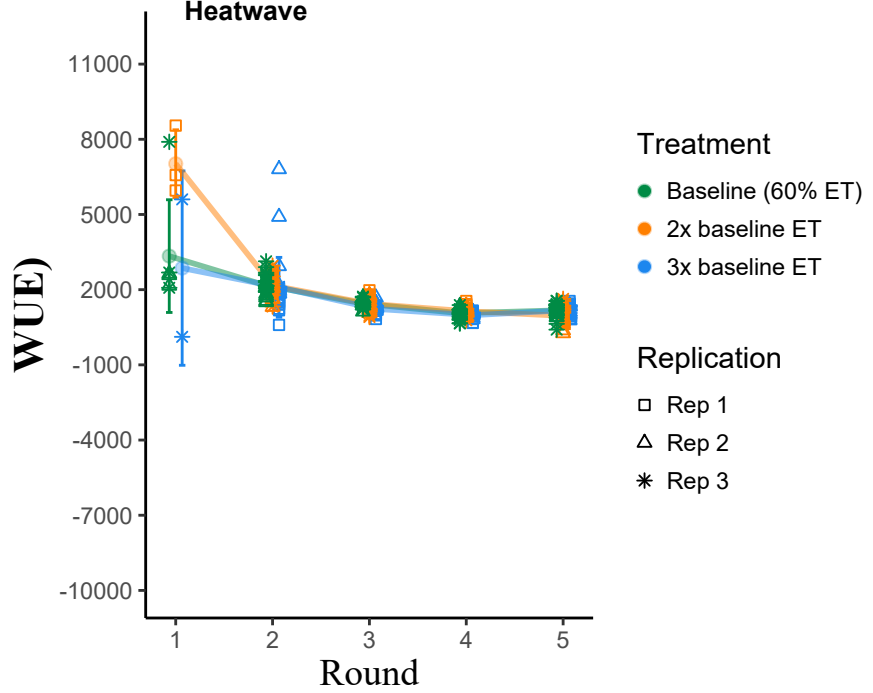 Heatwave
11000
8000
5000
2000
-1000
-4000
-7000
-10000
WUE)
1 2 3 4 5
Round
Treatment
Baseline (60% ET)
2x baseline ET
3x baseline ET
Replication
Rep 1
Rep 2
Rep 3